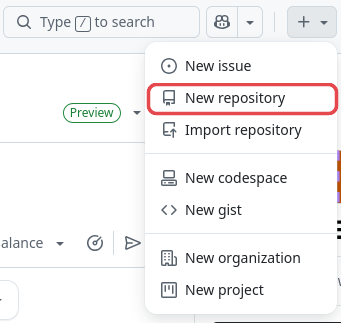 Type / to search
New issue
New repository
Preview
Import repository
New codespace
New gist
alance
New organization
New project